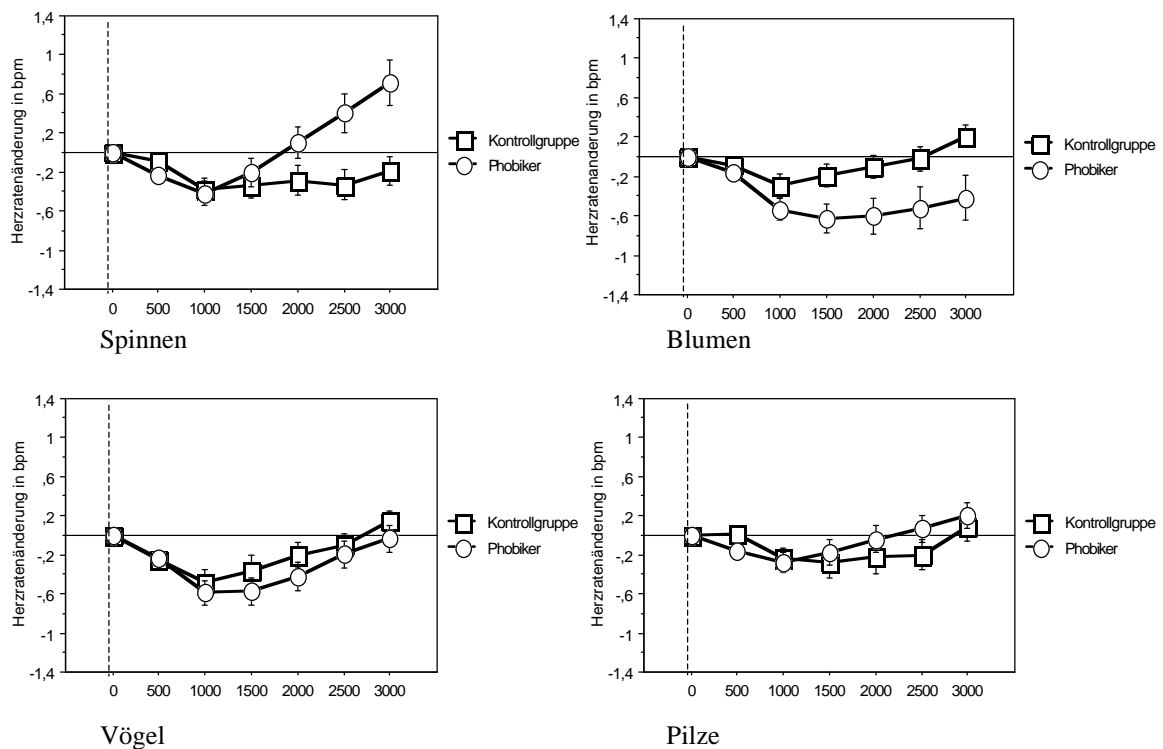 1,4
1
,6
,2
-,2
-,6
-1
-1,4
Herzratenänderung in bpm
0 500 1000 1500 2000 2500 3000
Kontrollgruppe
Phobiker
Spinnen
1,4
1
,6
,2
-,2
-,6
-1
-1,4
Herzratenänderung in bpm
0 500 1000 1500 2000 2500 3000
Kontrollgruppe
Phobiker
Blumen
1,4
1
,6
,2
-,2
-,6
-1
-1,4
Herzratenänderung in bpm
0 500 1000 1500 2000 2500 3000
Kontrollgruppe
Phobiker
Vögel
1,4
1
,6
,2
-,2
-,6
-1
-1,4
Herzratenänderung in bpm
0 500 1000 1500 2000 2500 3000
Kontrollgruppe
Phobiker
Pilze